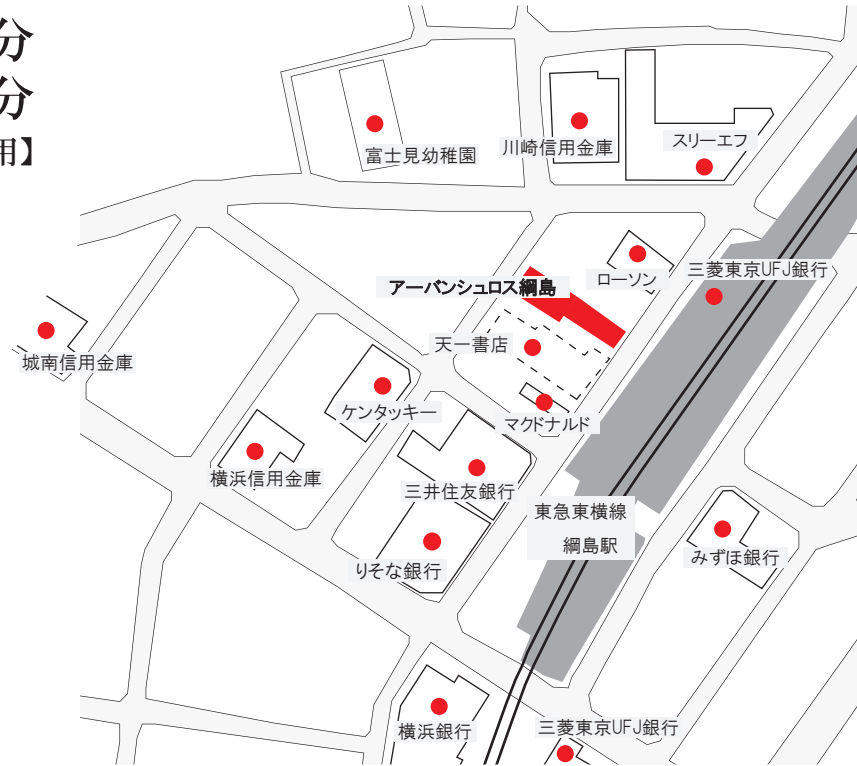 分
分
用】
富士見幼稚園
川崎信用金庫
スリーエフ
ローソン
三菱東京UFJ銀行
アーバンシュロス綱島
天一書店
城南信用金庫
ケンタッキー
マクドナルド
横浜信用金庫
三井住友銀行
東急東横線
綱島駅
りそな銀行
みずほ銀行
横浜銀行
三菱東京UFJ銀行